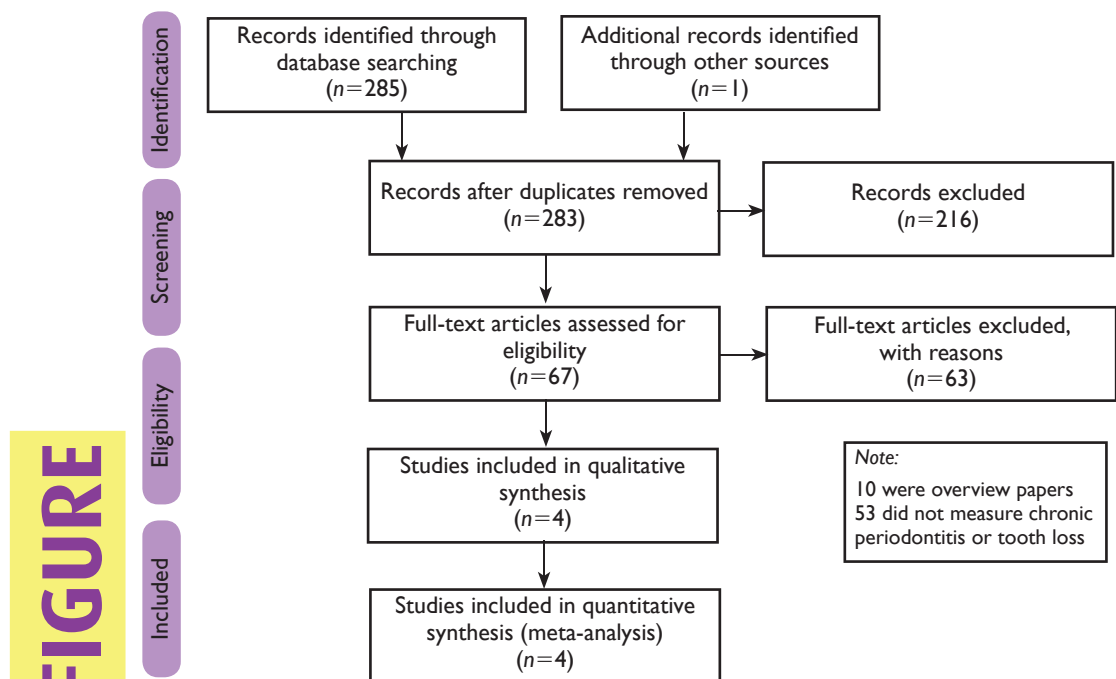 Identification
Records identified through
database searching
(n=285)
Additional records identified
through other sources
(n=1)
Screening
Records after duplicates removed
(n=283)
Records excluded
(n=216)
Eligibility
Full-text articles assessed for
eligibility
(n=67)
Full-text articles excluded,
with reasons
(n=63)
Studies included in qualitative
synthesis
(n=4)
Note:
10 were overview papers
53 did not measure chronic
periodontitis or tooth loss
Included
Studies included in quantitative
synthesis (meta-analysis)
(n=4)
FIGURE